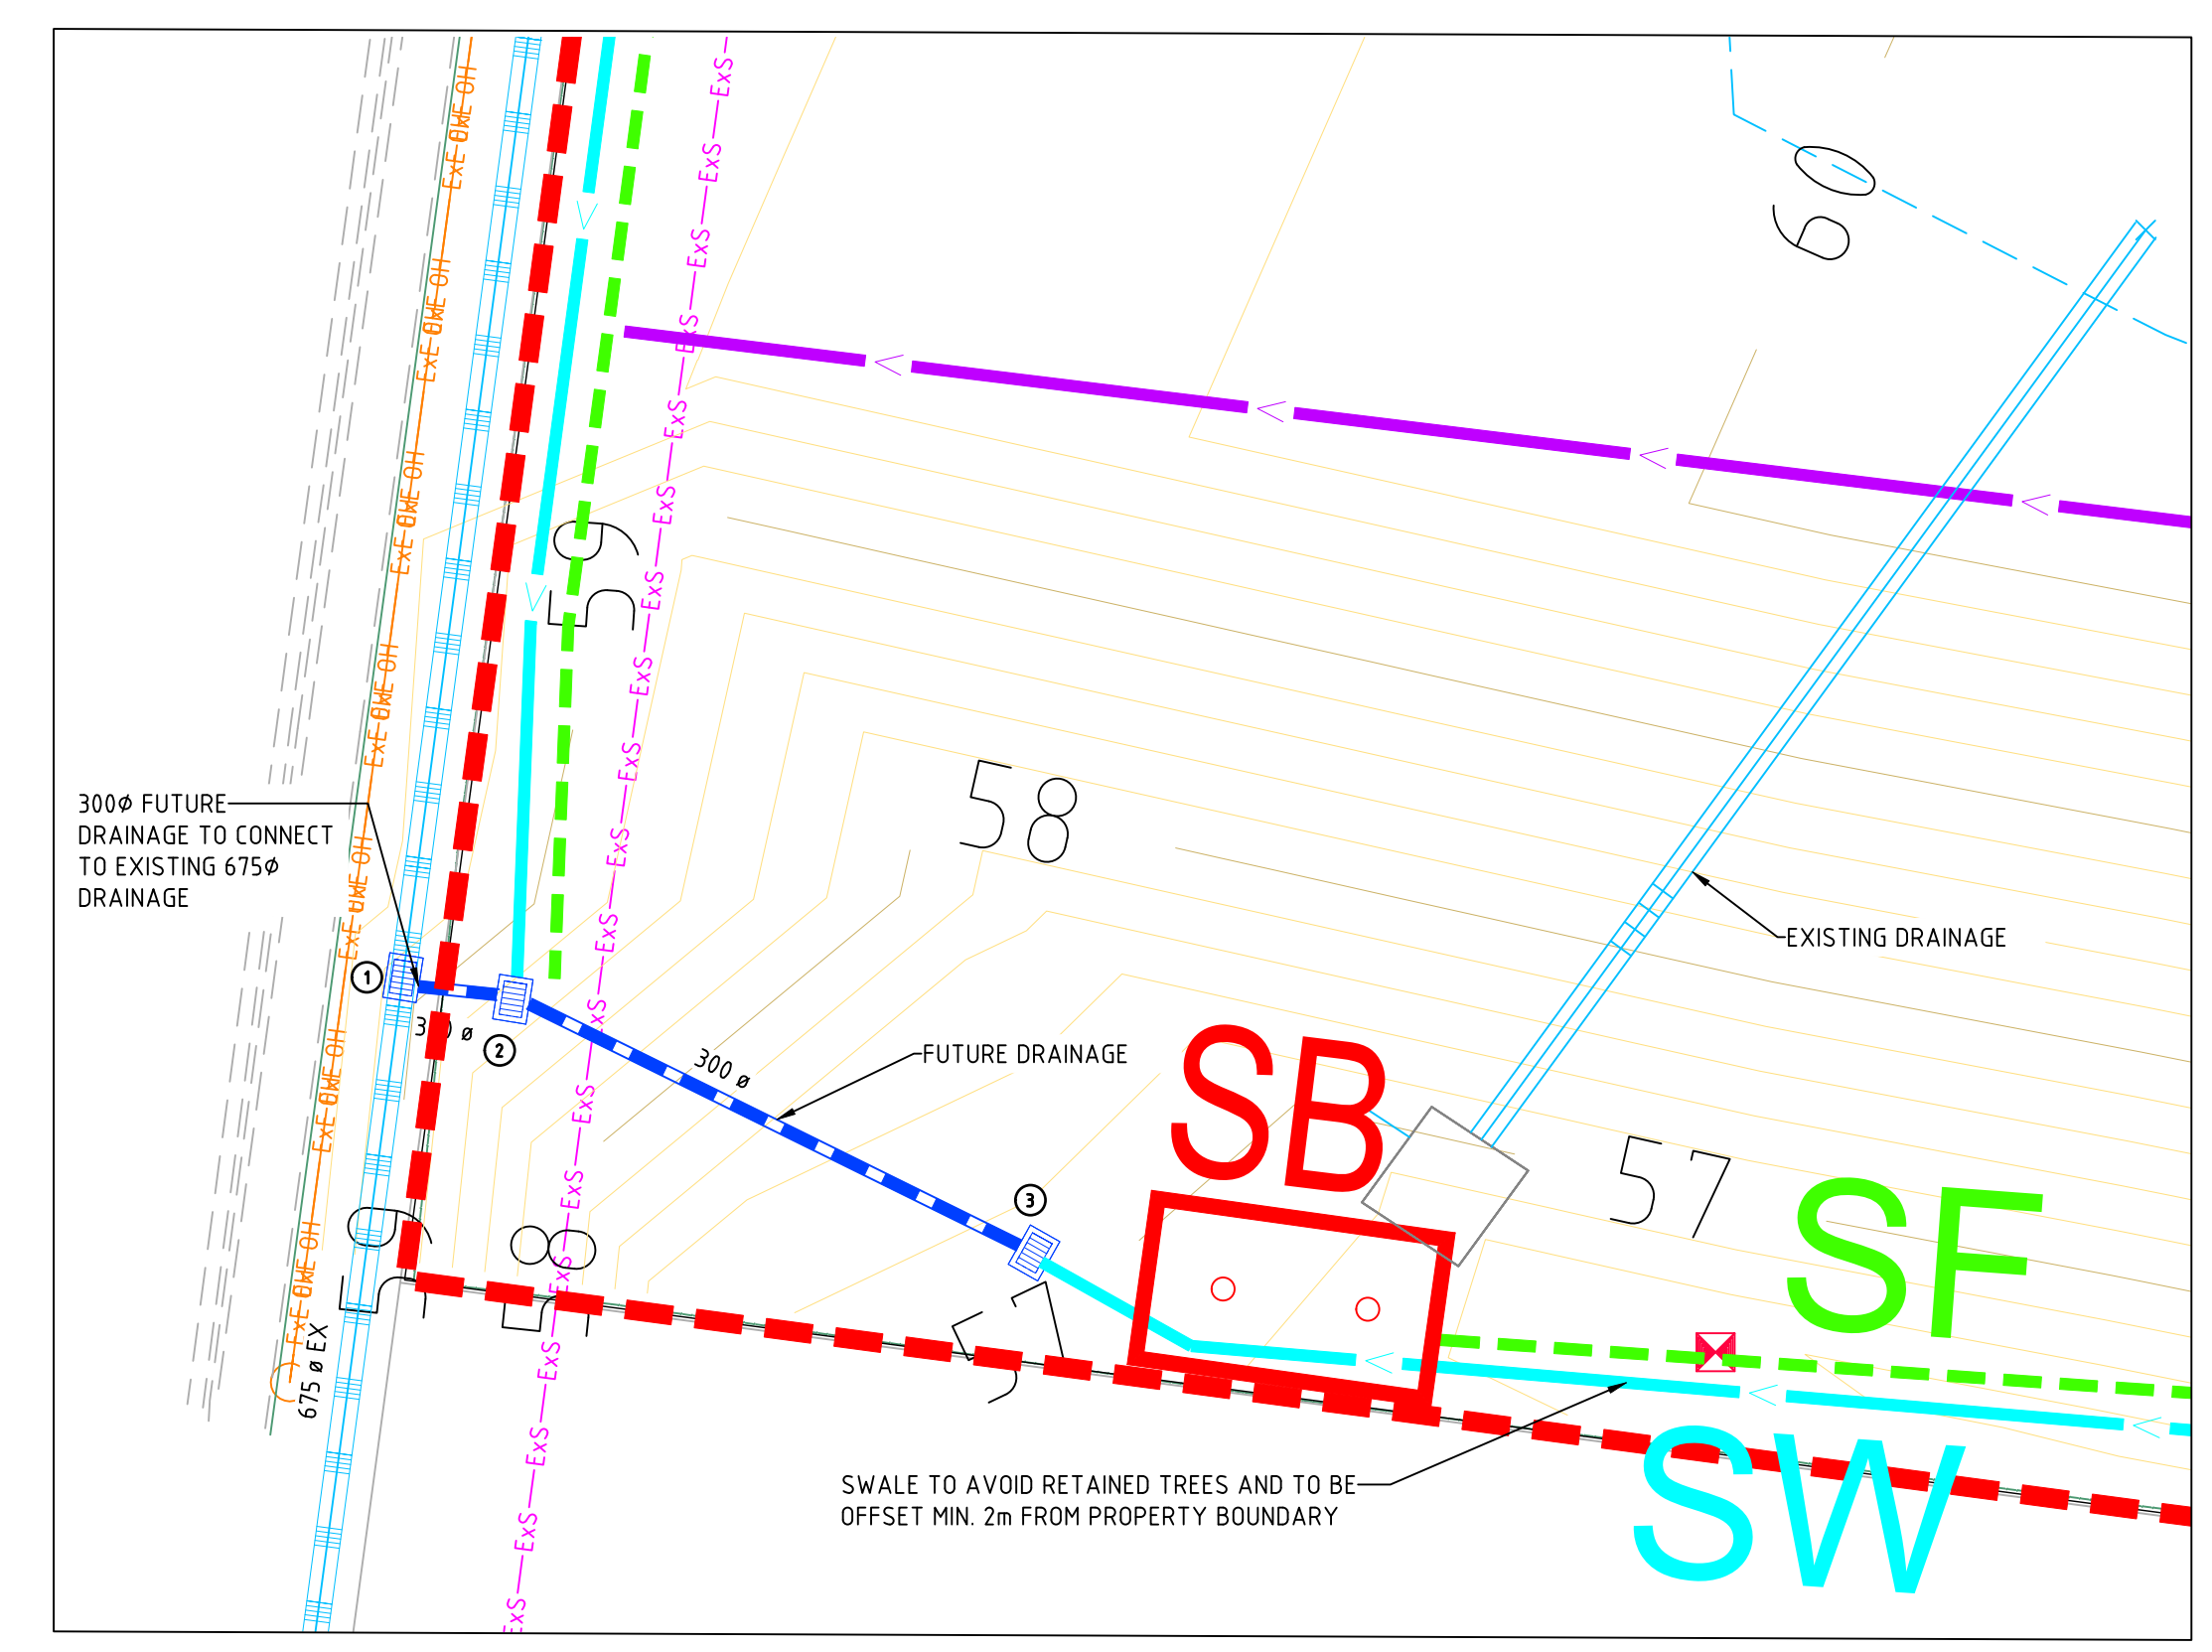 60
59
58
300Ø FUTURE
DRAINAGE TO CONNECT
TO EXISTING 675Ø
DRAINAGE
EXISTING DRAINAGE
1
2
300 ø
FUTURE DRAINAGE
SB
3
57
SF
58
57
675 ø EX
SWALE TO AVOID RETAINED TREES AND TO BE
OFFSET MIN. 2m FROM PROPERTY BOUNDARY
SW
ExS
ExE OH